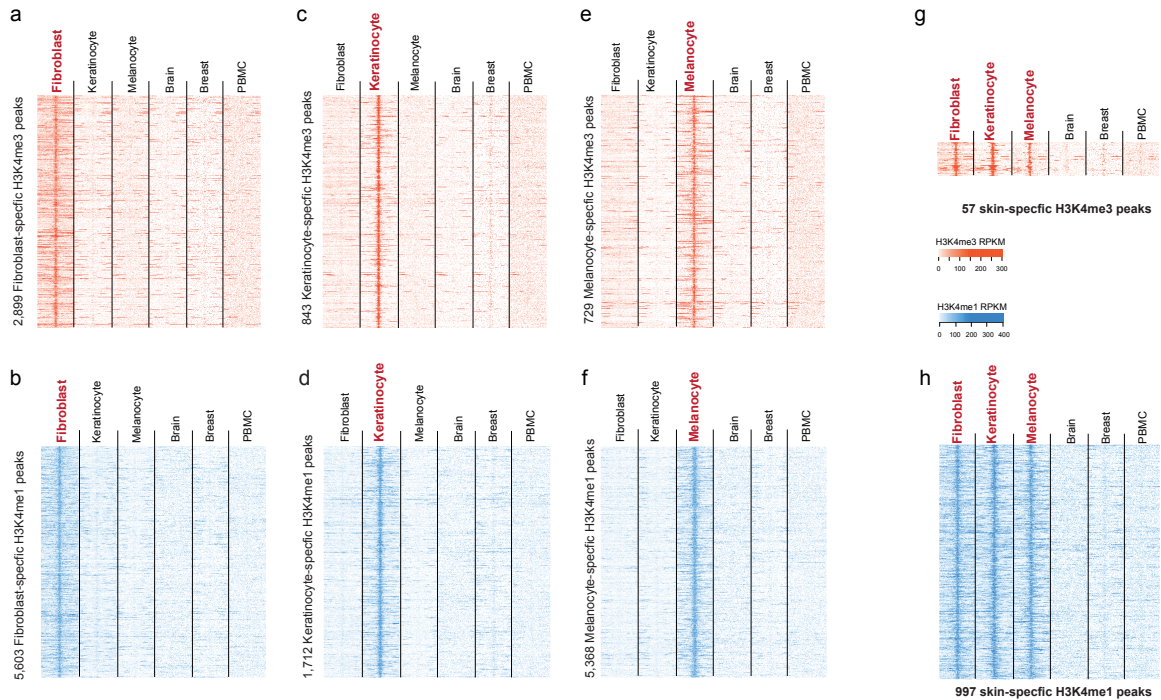 a
Fibroblast
Keratinocyte
Melanocyte
Brain
Breast
PBMC
2,899 Fibroblast-specfic H3K4me3 peaks
c
Fibroblast
Keratinocyte
Melanocyte
Brain
Breast
PBMC
843 Keratinocyte-specfic H3K4me3 peaks
e
Fibroblast
Keratinocyte
Melanocyte
Brain
Breast
PBMC
729 Melanocyte-specfic H3K4me3 peaks
g
Fibroblast
Keratinocyte
Melanocyte
Brain
Breast
PBMC
57 skin-specfic H3K4me3 peaks
H3K4me3 RPKM
0 100 200 300
H3K4me1 RPKM
0 100 200 300 400
b
Fibroblast
Keratinocyte
Melanocyte
Brain
Breast
PBMC
5,603 Fibroblast-specfic H3K4me1 peaks
d
Fibroblast
Keratinocyte
Melanocyte
Brain
Breast
PBMC
1,712 Keratinocyte-specfic H3K4me1 peaks
f
Fibroblast
Keratinocyte
Melanocyte
Brain
Breast
PBMC
5,368 Melanocyte-specfic H3K4me1 peaks
h
Fibroblast
Keratinocyte
Melanocyte
Brain
Breast
PBMC
997 skin-specfic H3K4me1 peaks